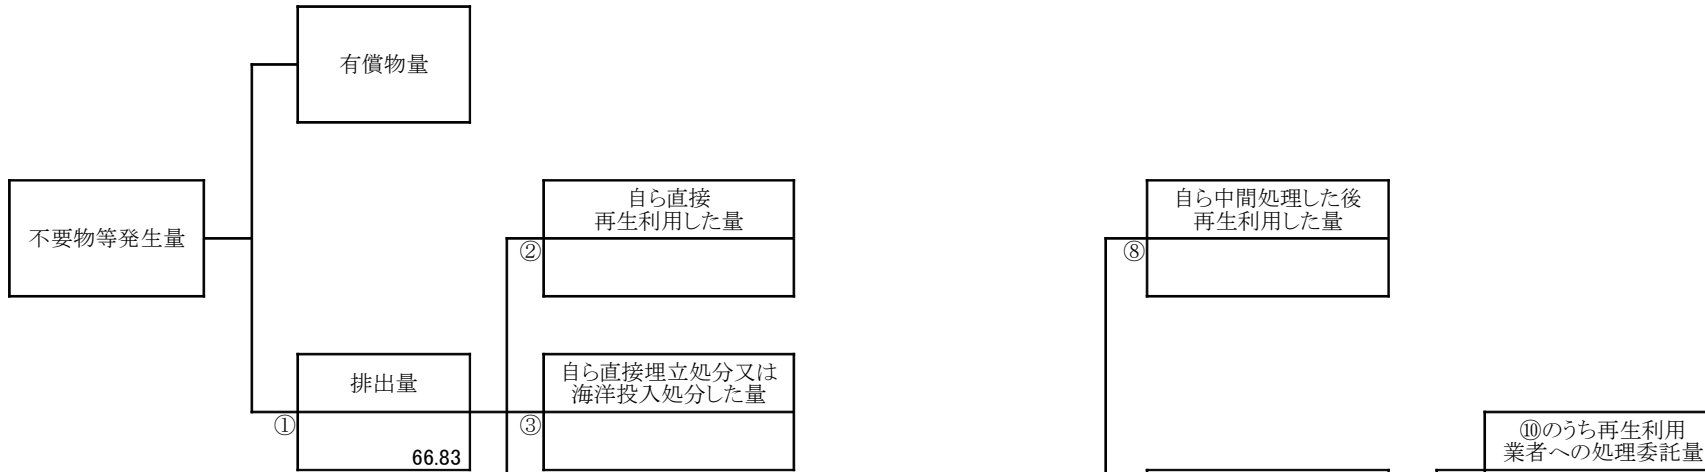 有償物量
不要物等発生量
自ら直接
再生利用した量
②
自ら中間処理した後
再生利用した量
⑧
排出量
①
66.83
自ら直接埋立処分又は
海洋投入処分した量
③
⑩のうち再生利用
業者への処理委託量